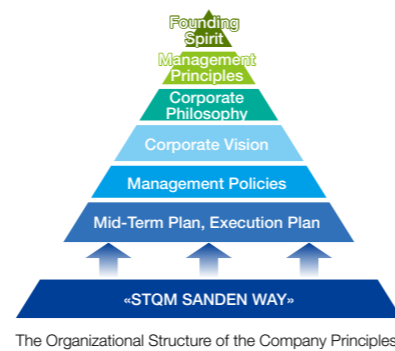 Founding
Spirit
Management
Principles
Corporate
Philosophy
Corporate Vision
Management Policies
Mid-Term Plan, Execution Plan
«STQM SANDEN WAY»
The Organizational Structure of the Company Principles